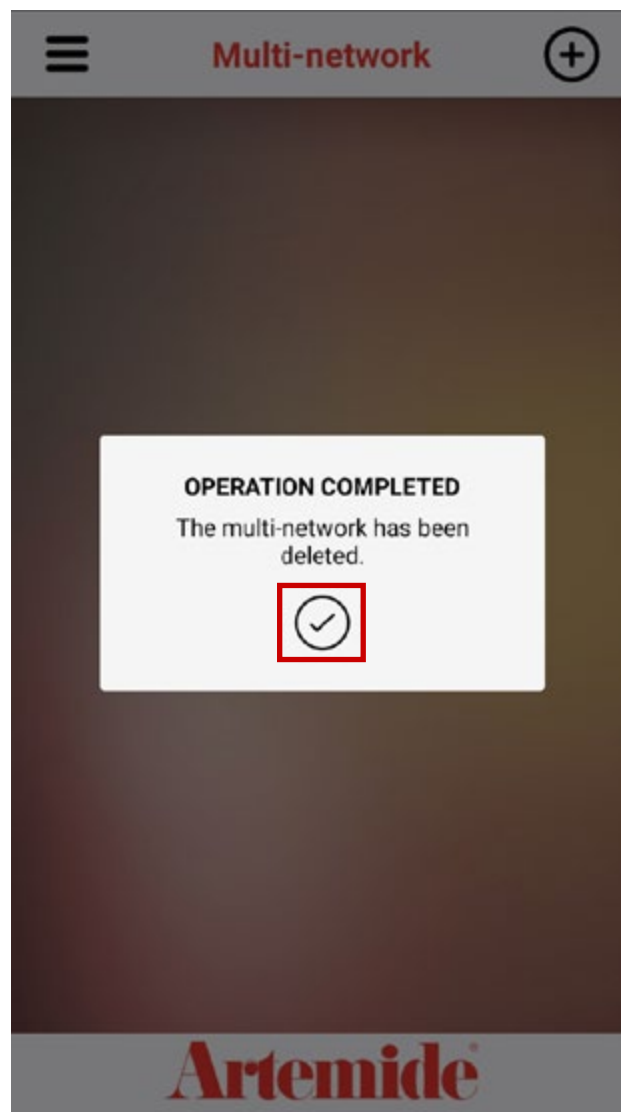 Multi-network
OPERATION COMPLETED
The multi-network has been
deleted.
Artemide®